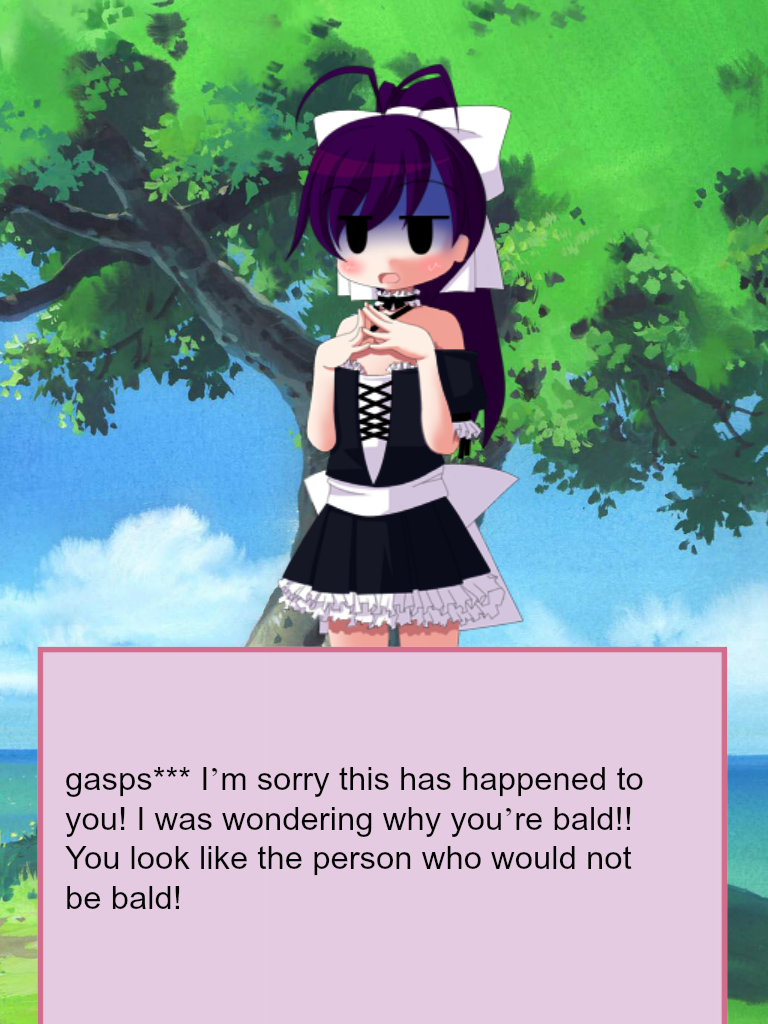 gasps*** I’m sorry this has happened to
you! I was wondering why you’re bald!!
You look like the person who would not
be bald!